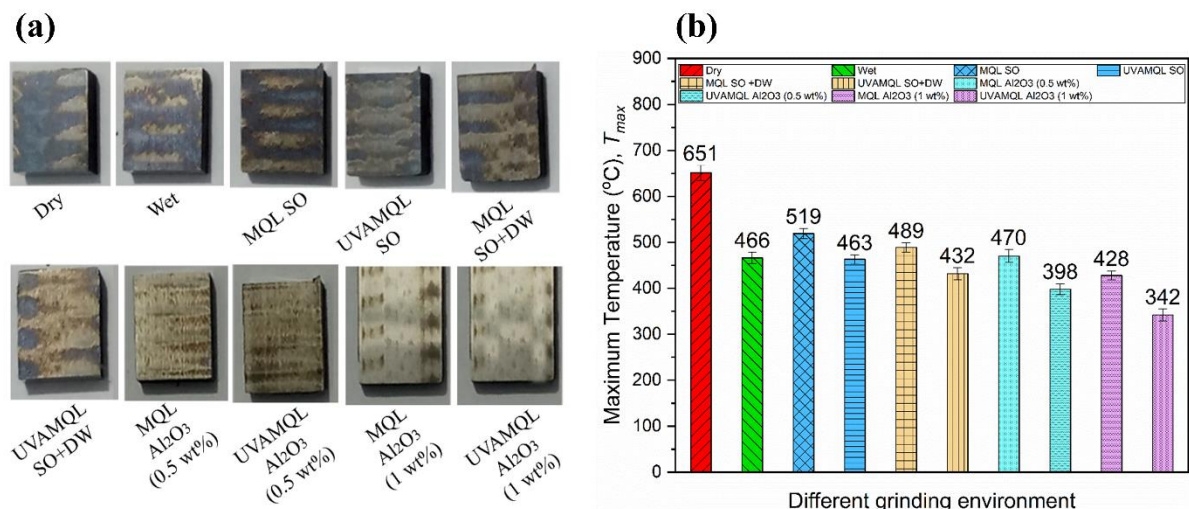 (a)
Dry
Wet
MQL SO
UVAMQL
SO
MQL
SO+DW
UVAMQL
SO+DW
MQL
Al2O3
(0.5 wt%)
UVAMQL
Al2O3
(0.5 wt%)
MQL
Al2O3
(1 wt%)
UVAMQL
Al2O3
(1 wt%)
(b)
Maximum Temperature (ºC), Tmax
900
800
700
600
500
400
300
200
100
0
Dry Wet MQL SO UVAMQL SO
MQL SO +DW UVAMQL SO+DW MQL Al2O3 (0.5 wt%)
UVAMQL Al2O3 (0.5 wt%) MQL Al2O3 (1 wt%) UVAMQL Al2O3 (1 wt%)
651
466
519
463
489
432
470
398
428
342
Different grinding environment